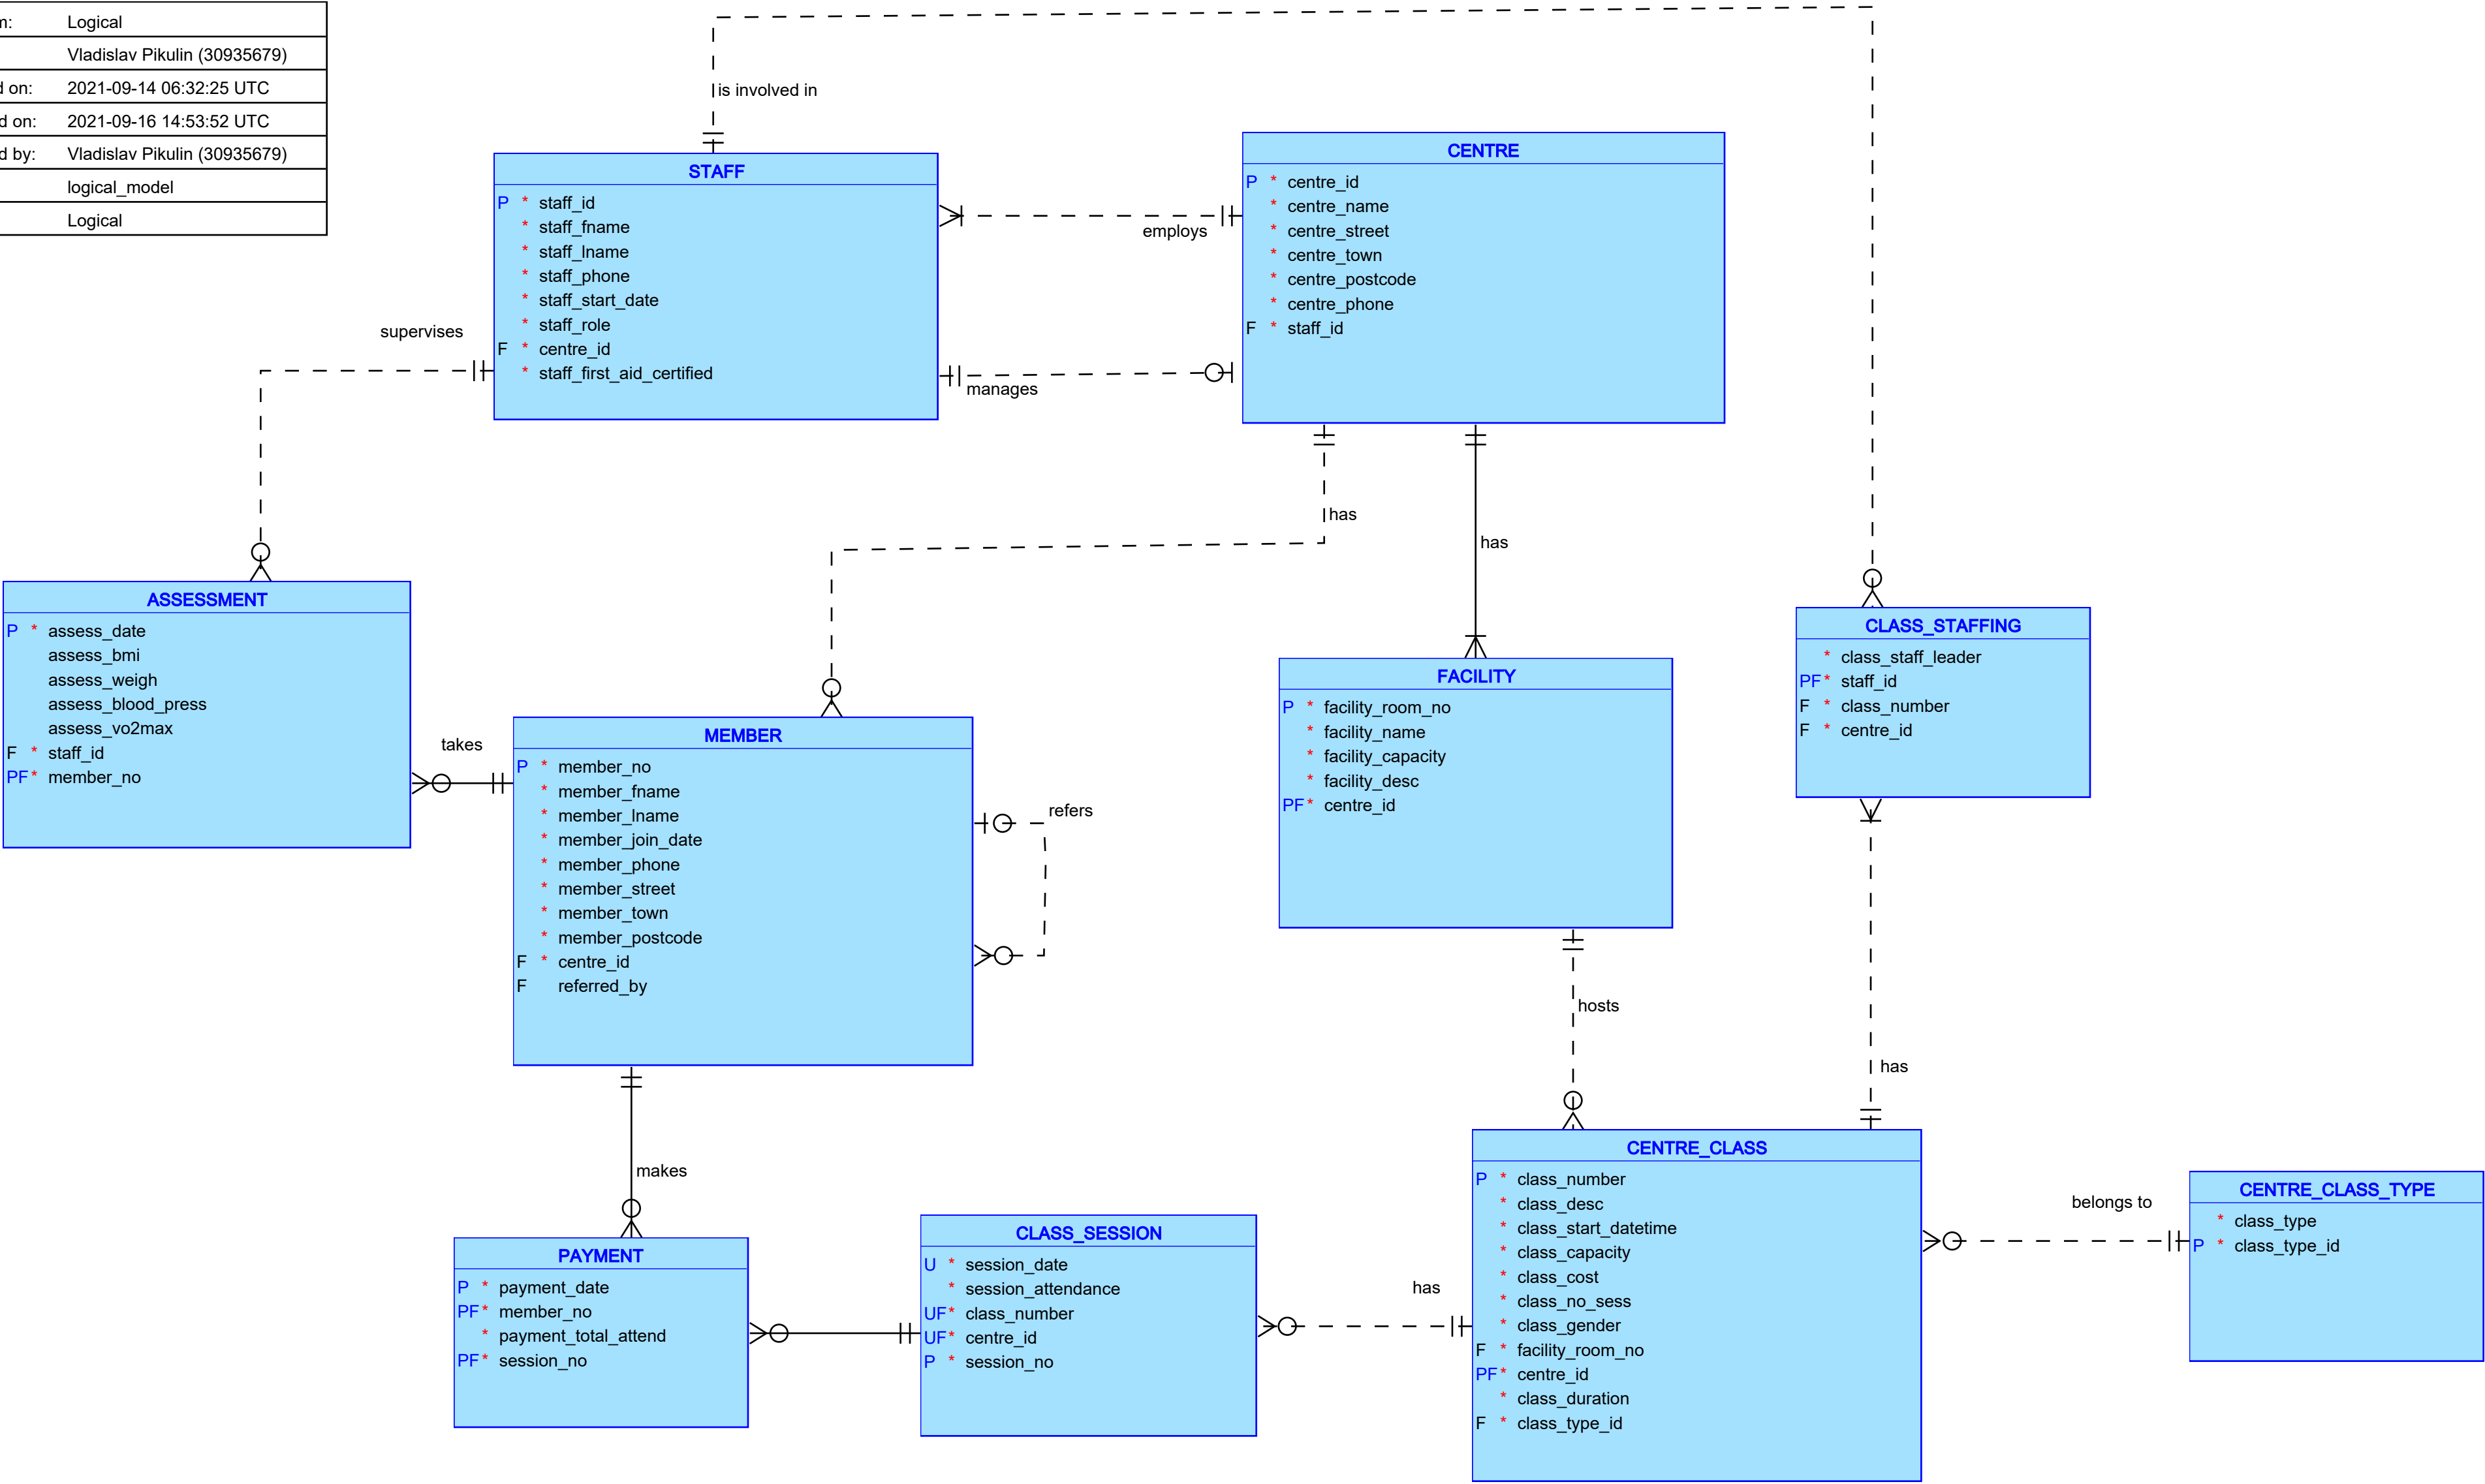 m: Logical
Vladislav Pikulin (30935679)
d on: 2021-09-14 06:32:25 UTC
d on: 2021-09-16 14:53:52 UTC
d by: Vladislav Pikulin (30935679)
logical_model
Logical
is involved in
STAFF
P * staff_id
* staff_fname
* staff_lname
* staff_phone
* staff_start_date
* staff_role
F * centre_id
* staff_first_aid_certified
employs
manages
supervises
CENTRE
P * centre_id
* centre_name
* centre_street
* centre_town
* centre_postcode
* centre_phone
F * staff_id
has
has
ASSESSMENT
P * assess_date
assess_bmi
assess_weigh
assess_blood_press
assess_vo2max
F * staff_id
PF * member_no
takes
MEMBER
P * member_no
* member_fname
* member_lname
* member_join_date
* member_phone
* member_street
* member_town
* member_postcode
F * centre_id
F referred_by
refers
FACILITY
P * facility_room_no
* facility_name
* facility_capacity
* facility_desc
PF * centre_id
CLASS_STAFFING
* class_staff_leader
PF * staff_id
F * class_number
F * centre_id
hosts
has
makes
PAYMENT
P * payment_date
PF * member_no
* payment_total_attend
PF * session_no
CLASS_SESSION
U * session_date
* session_attendance
UF * class_number
UF * centre_id
P * session_no
has
CENTRE_CLASS
P * class_number
* class_desc
* class_start_datetime
* class_capacity
* class_cost
* class_no_sess
* class_gender
F * facility_room_no
PF * centre_id
* class_duration
F * class_type_id
belongs to
CENTRE_CLASS_TYPE
* class_type
P * class_type_id